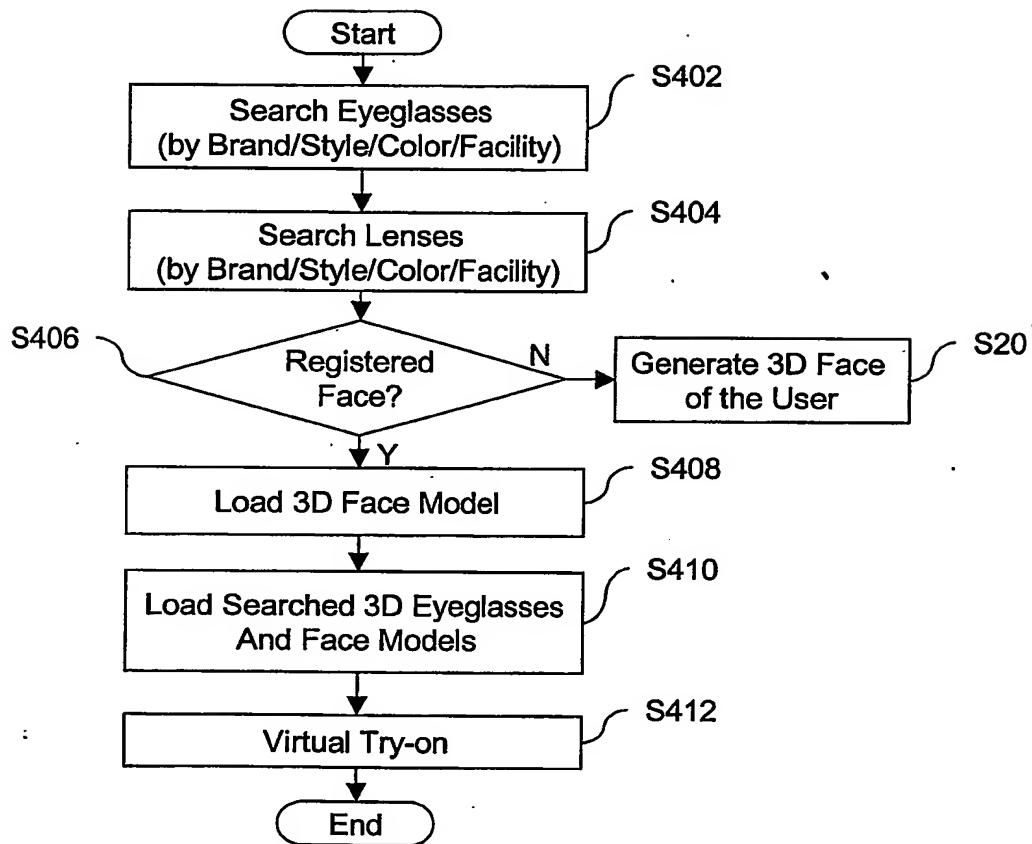 Start
S402
Search Eyeglasses
(by Brand/Style/Color/Facility)
S404
Search Lenses
(by Brand/Style/Color/Facility)
S406
Registered
Face?
N
S20
Generate 3D Face
of the User
Y
S408
Load 3D Face Model
S410
Load Searched 3D Eyeglasses
And Face Models
S412
Virtual Try-on
End